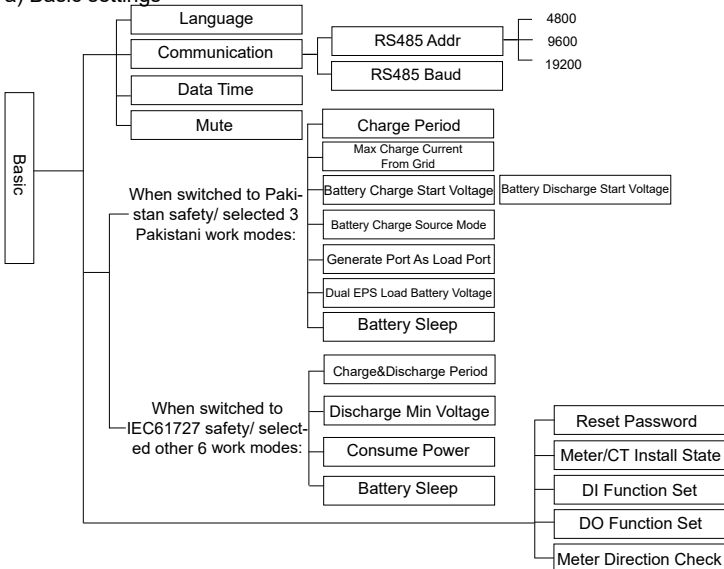 a) Basic settings
Language
Communication
Data Time
Mute
RS485 Addr
RS485 Baud
4800
9600
19200
Basic
When switched to Paki-
stan safety/ selected 3
Pakistani work modes:
Charge Period
Max Charge Current
From Grid
Battery Charge Start Voltage
Battery Discharge Start Voltage
Battery Charge Source Mode
Generate Port As Load Port
Dual EPS Load Battery Voltage
Battery Sleep
When switched to
IEC61727 safety/ select-
ed other 6 work modes:
Charge&Discharge Period
Discharge Min Voltage
Consume Power
Battery Sleep
Reset Password
Meter/CT Install State
DI Function Set
DO Function Set
Meter Direction Check